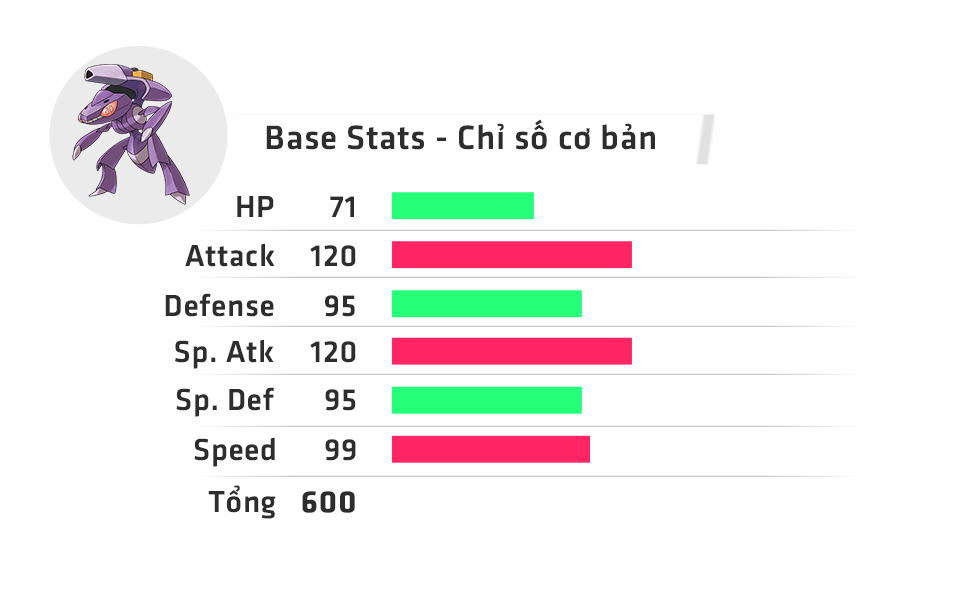 Base Stats - Chỉ số cơ bản
HP 71
Attack 120
Defense 95
Sp. Atk 120
Sp. Def 95
Speed 99
Tổng 600